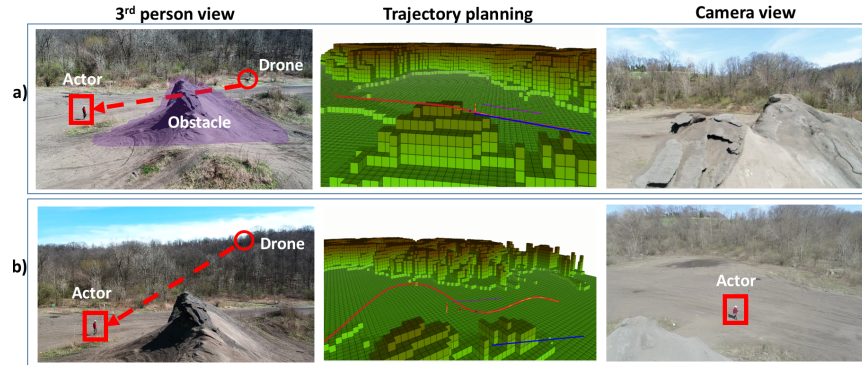 3rd person view
Trajectory planning
Camera view
a)
Actor
Drone
Obstacle
b)
Drone
Actor
Actor